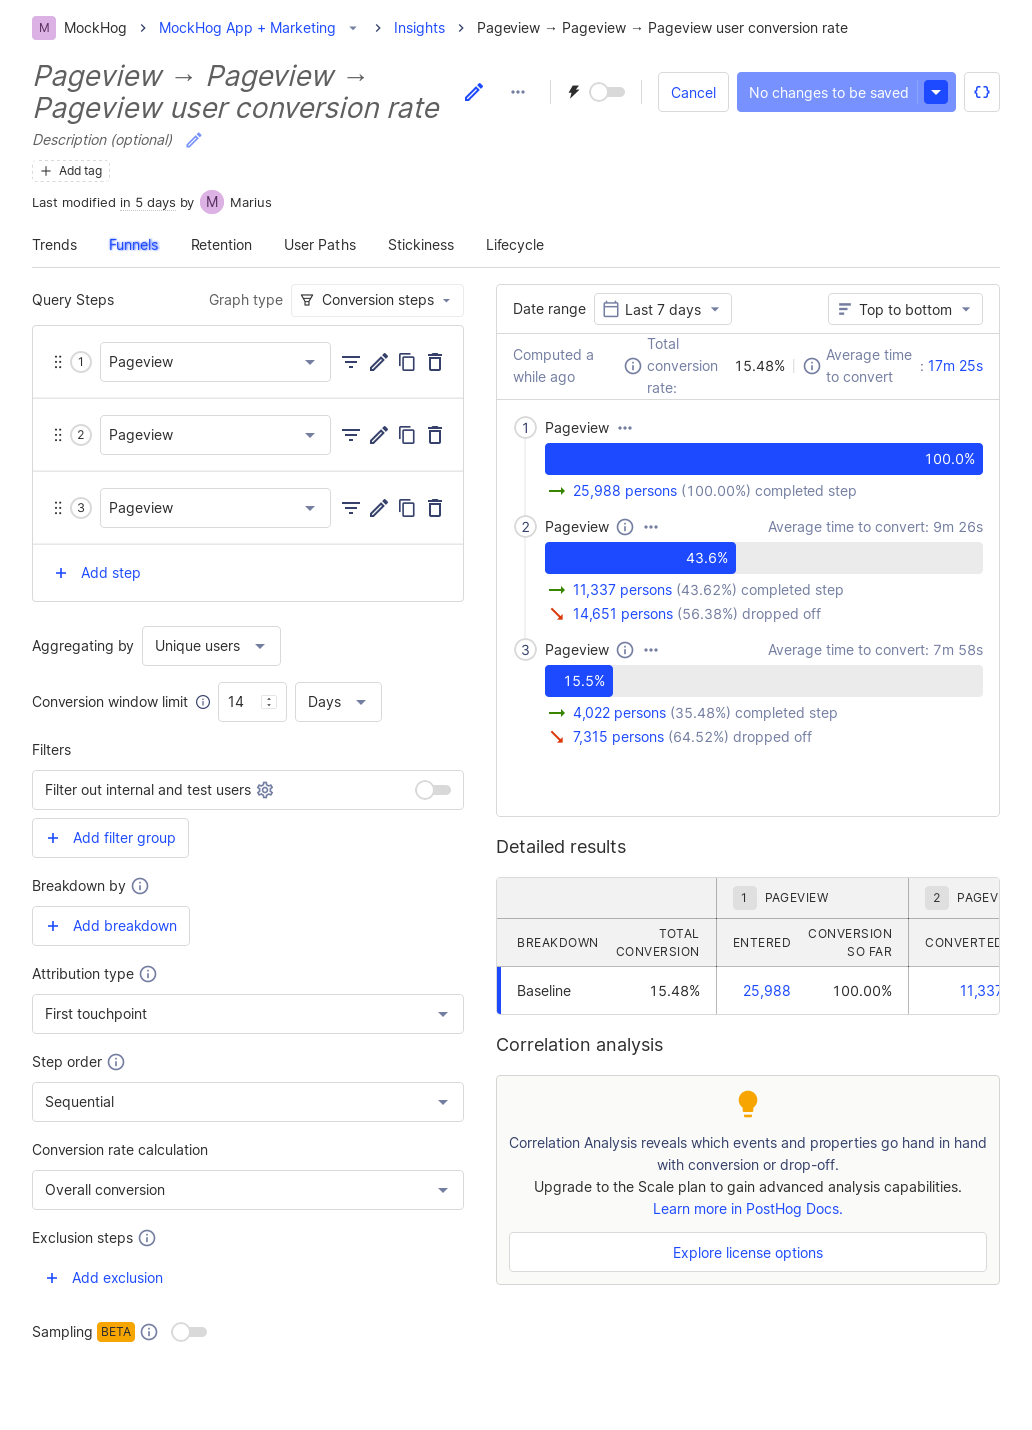 M MockHog > MockHog App + Marketing > Insights > Pageview → Pageview → Pageview user conversion rate
Pageview → Pageview →
Pageview user conversion rate
Cancel
No changes to be saved
Description (optional)
Add tag
Last modified in 5 days by M Marius
Trends Funnels Retention User Paths Stickiness Lifecycle
Query Steps
Graph type
Conversion steps
1 Pageview
2 Pageview
3 Pageview
Add step
Aggregating by Unique users
Conversion window limit 14 Days
Filters
Filter out internal and test users
Add filter group
Breakdown by
Add breakdown
Attribution type
First touchpoint
Step order
Sequential
Conversion rate calculation
Overall conversion
Exclusion steps
Add exclusion
Sampling BETA
Date range Last 7 days
Top to bottom
Computed a
while ago
Total
conversion
rate:
15.48%
Average time
to convert
: 17m 25s
1 Pageview
100.0%
25,988 persons (100.00%) completed step
2 Pageview
Average time to convert: 9m 26s
43.6%
11,337 persons (43.62%) completed step
14,651 persons (56.38%) dropped off
3 Pageview
Average time to convert: 7m 58s
15.5%
4,022 persons (35.48%) completed step
7,315 persons (64.52%) dropped off
Detailed results
1 PAGEVIEW
2 PAGEV
BREAKDOWN
TOTAL
CONVERSION
ENTERED
CONVERSION
SO FAR
CONVERTED
Baseline 15.48% 25,988 100.00% 11,337
Correlation analysis
Correlation Analysis reveals which events and properties go hand in hand
with conversion or drop-off.
Upgrade to the Scale plan to gain advanced analysis capabilities.
Learn more in PostHog Docs.
Explore license options